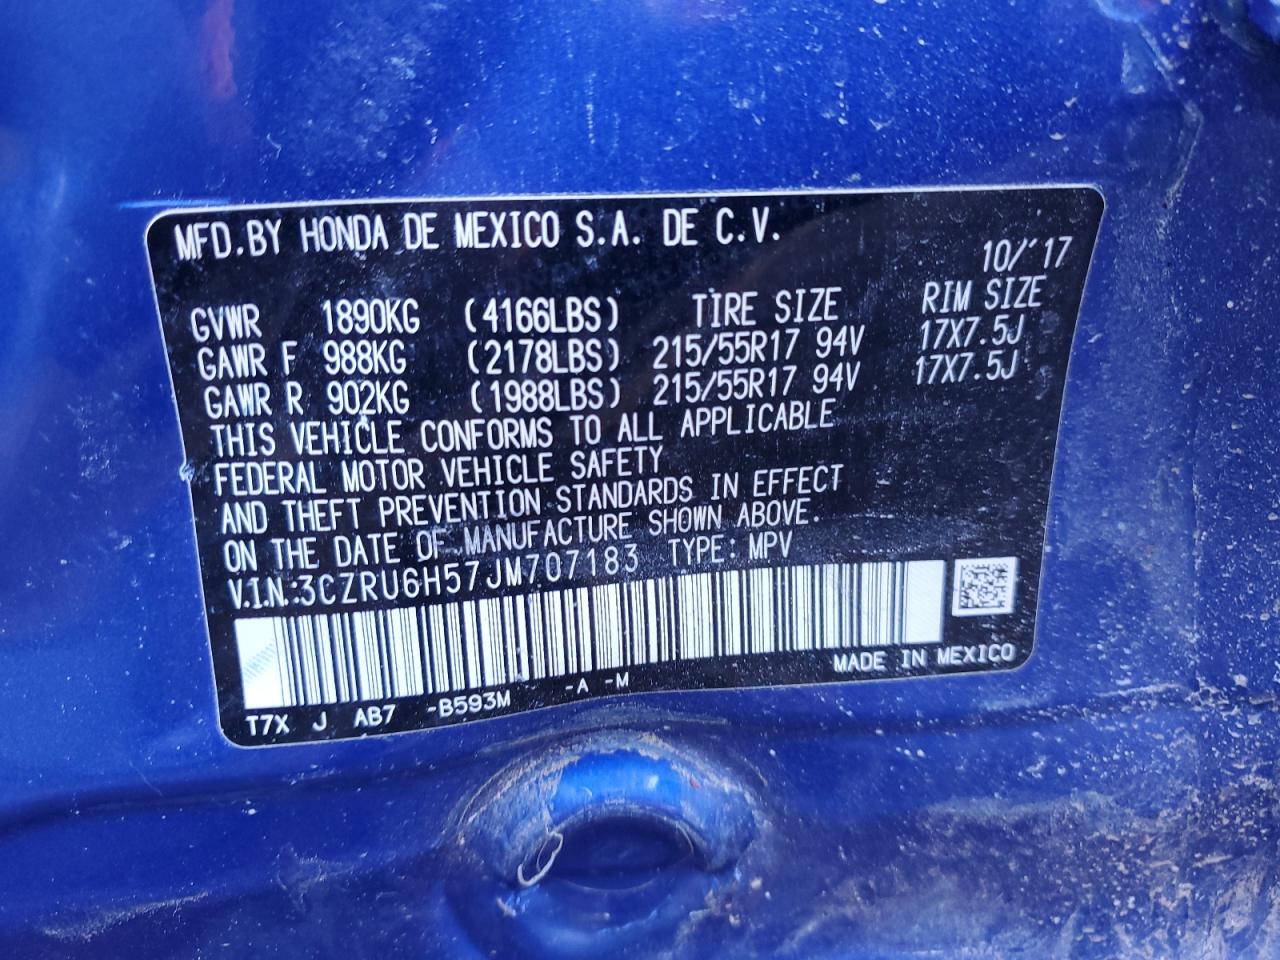 MFD.BY HONDA DE MEXICO S.A. DE C.V.
10/'17
GVWR 1890KG (4166LBS) TIRE SIZE RIM SIZE
GAWR F 988KG (2178LBS) 215/55R17 94V 17X7.5J
GAWR R 902KG (1988LBS) 215/55R17 94V 17X7.5J
THIS VEHICLE CONFORMS TO ALL APPLICABLE
FEDERAL MOTOR VEHICLE SAFETY
AND THEFT PREVENTION STANDARDS IN EFFECT
ON THE DATE OF MANUFACTURE SHOWN ABOVE.
V.I.N.:3CZRU6H57JM707183 TYPE: MPV
MADE IN MEXICO
T7X J AB7 -B593M -A -M